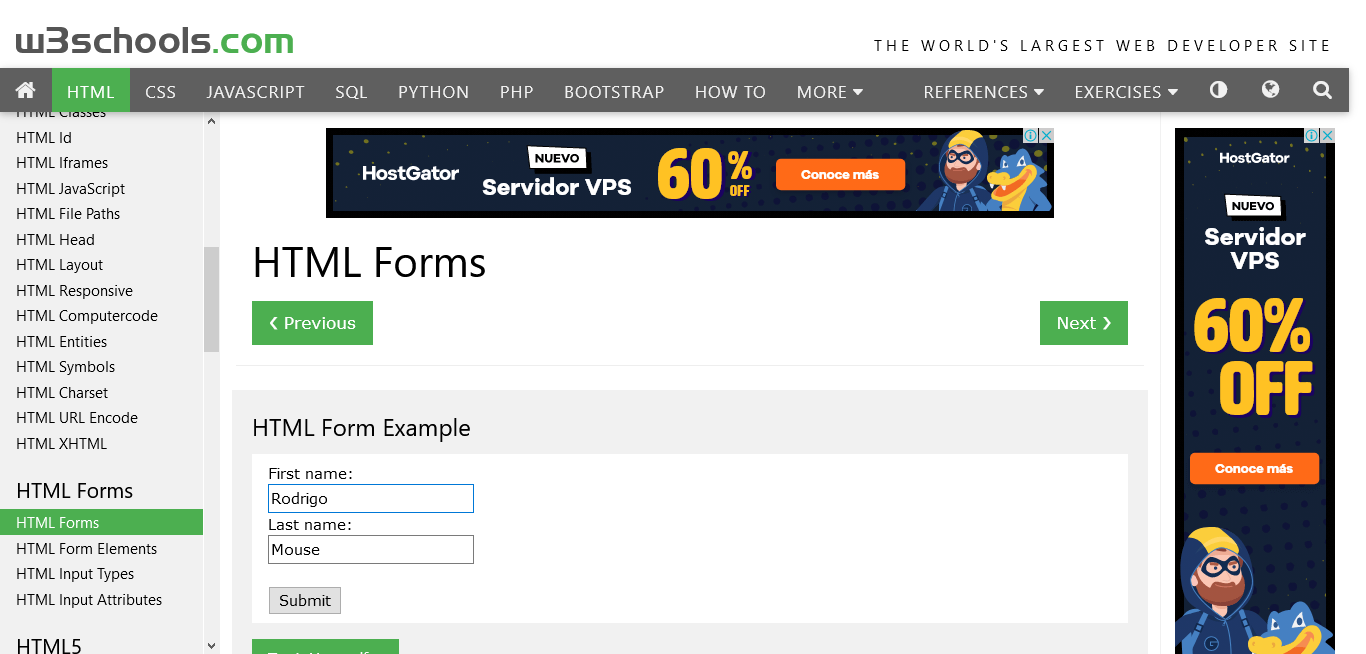 w3schools.com
THE WORLD'S LARGEST WEB DEVELOPER SITE
HTML CSS JAVASCRIPT SQL PYTHON PHP BOOTSTRAP HOW TO MORE REFERENCES EXERCISES
HTML Classes
HTML Id
HTML Iframes
HTML JavaScript
HTML File Paths
HTML Head
HTML Layout
HTML Responsive
HTML Computercode
HTML Entities
HTML Symbols
HTML Charset
HTML URL Encode
HTML XHTML
HTML Forms
HTML Forms
HTML Form Elements
HTML Input Types
HTML Input Attributes
HTML5
HostGator
NUEVO
Servidor VPS
60%
OFF
Conoce más
HTML Forms
❮ Previous
Next ❯
HTML Form Example
First name:
Rodrigo
Last name:
Mouse
Submit
HostGator
NUEVO
Servidor
VPS
60%
OFF
Conoce más